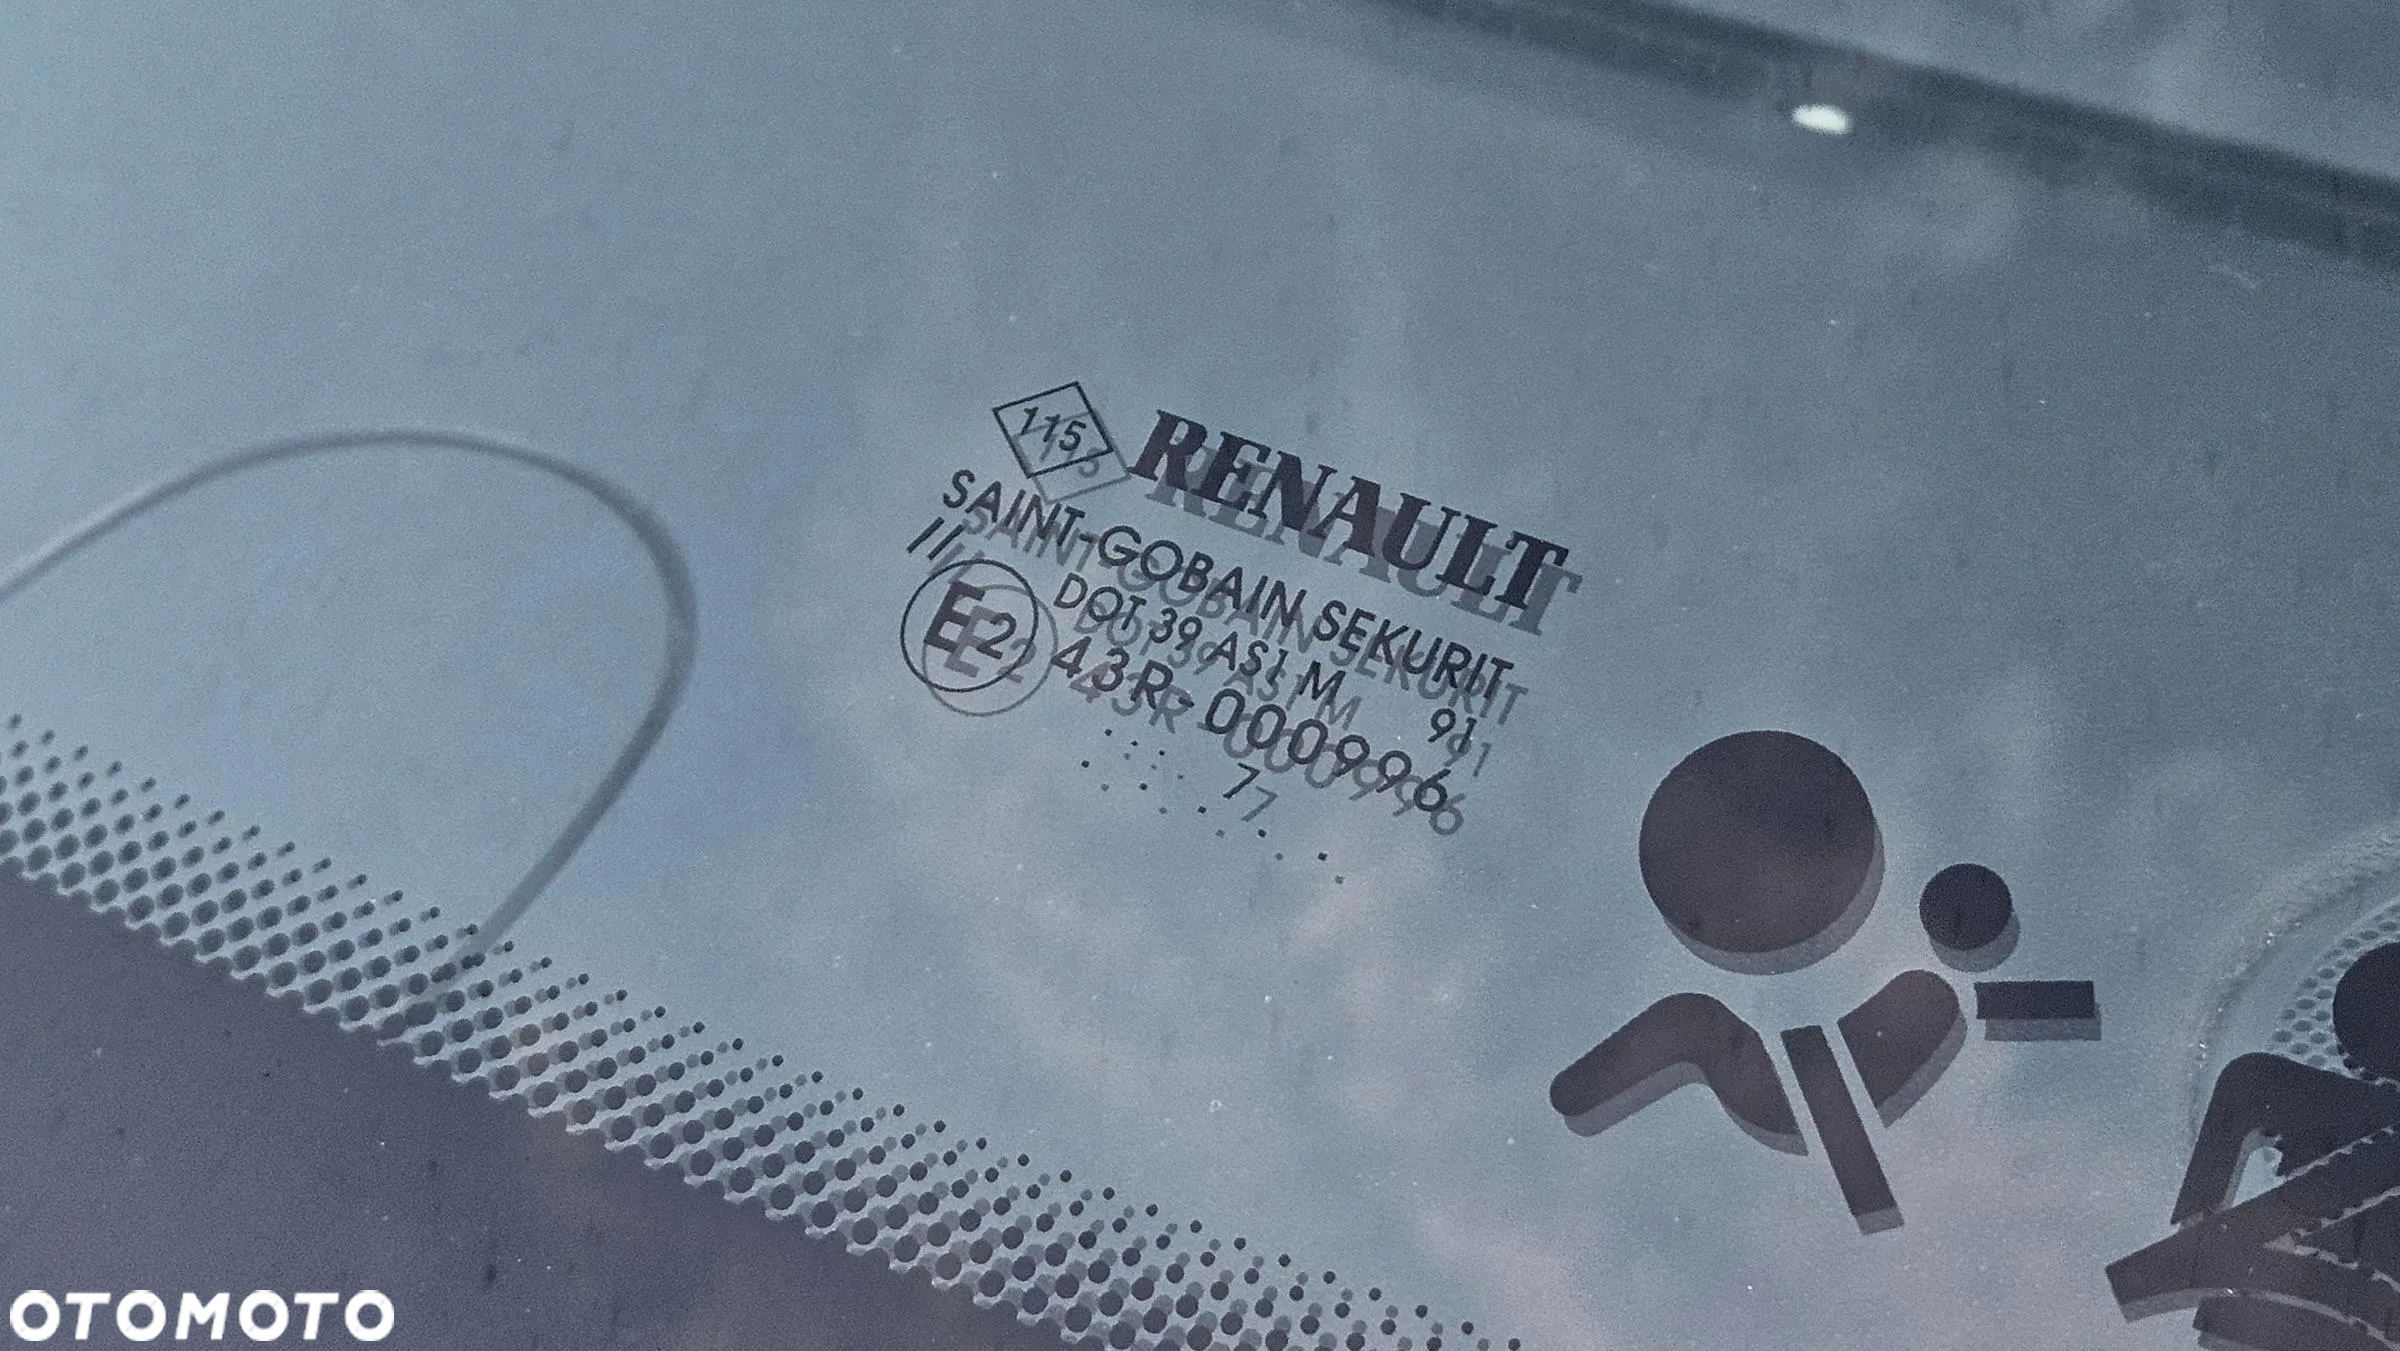 115 RENAULT
SAINT-GOBAIN SEKURIT
// DOT 39 AS1 M 91
E2 43R-000996
7
OTOMOTO